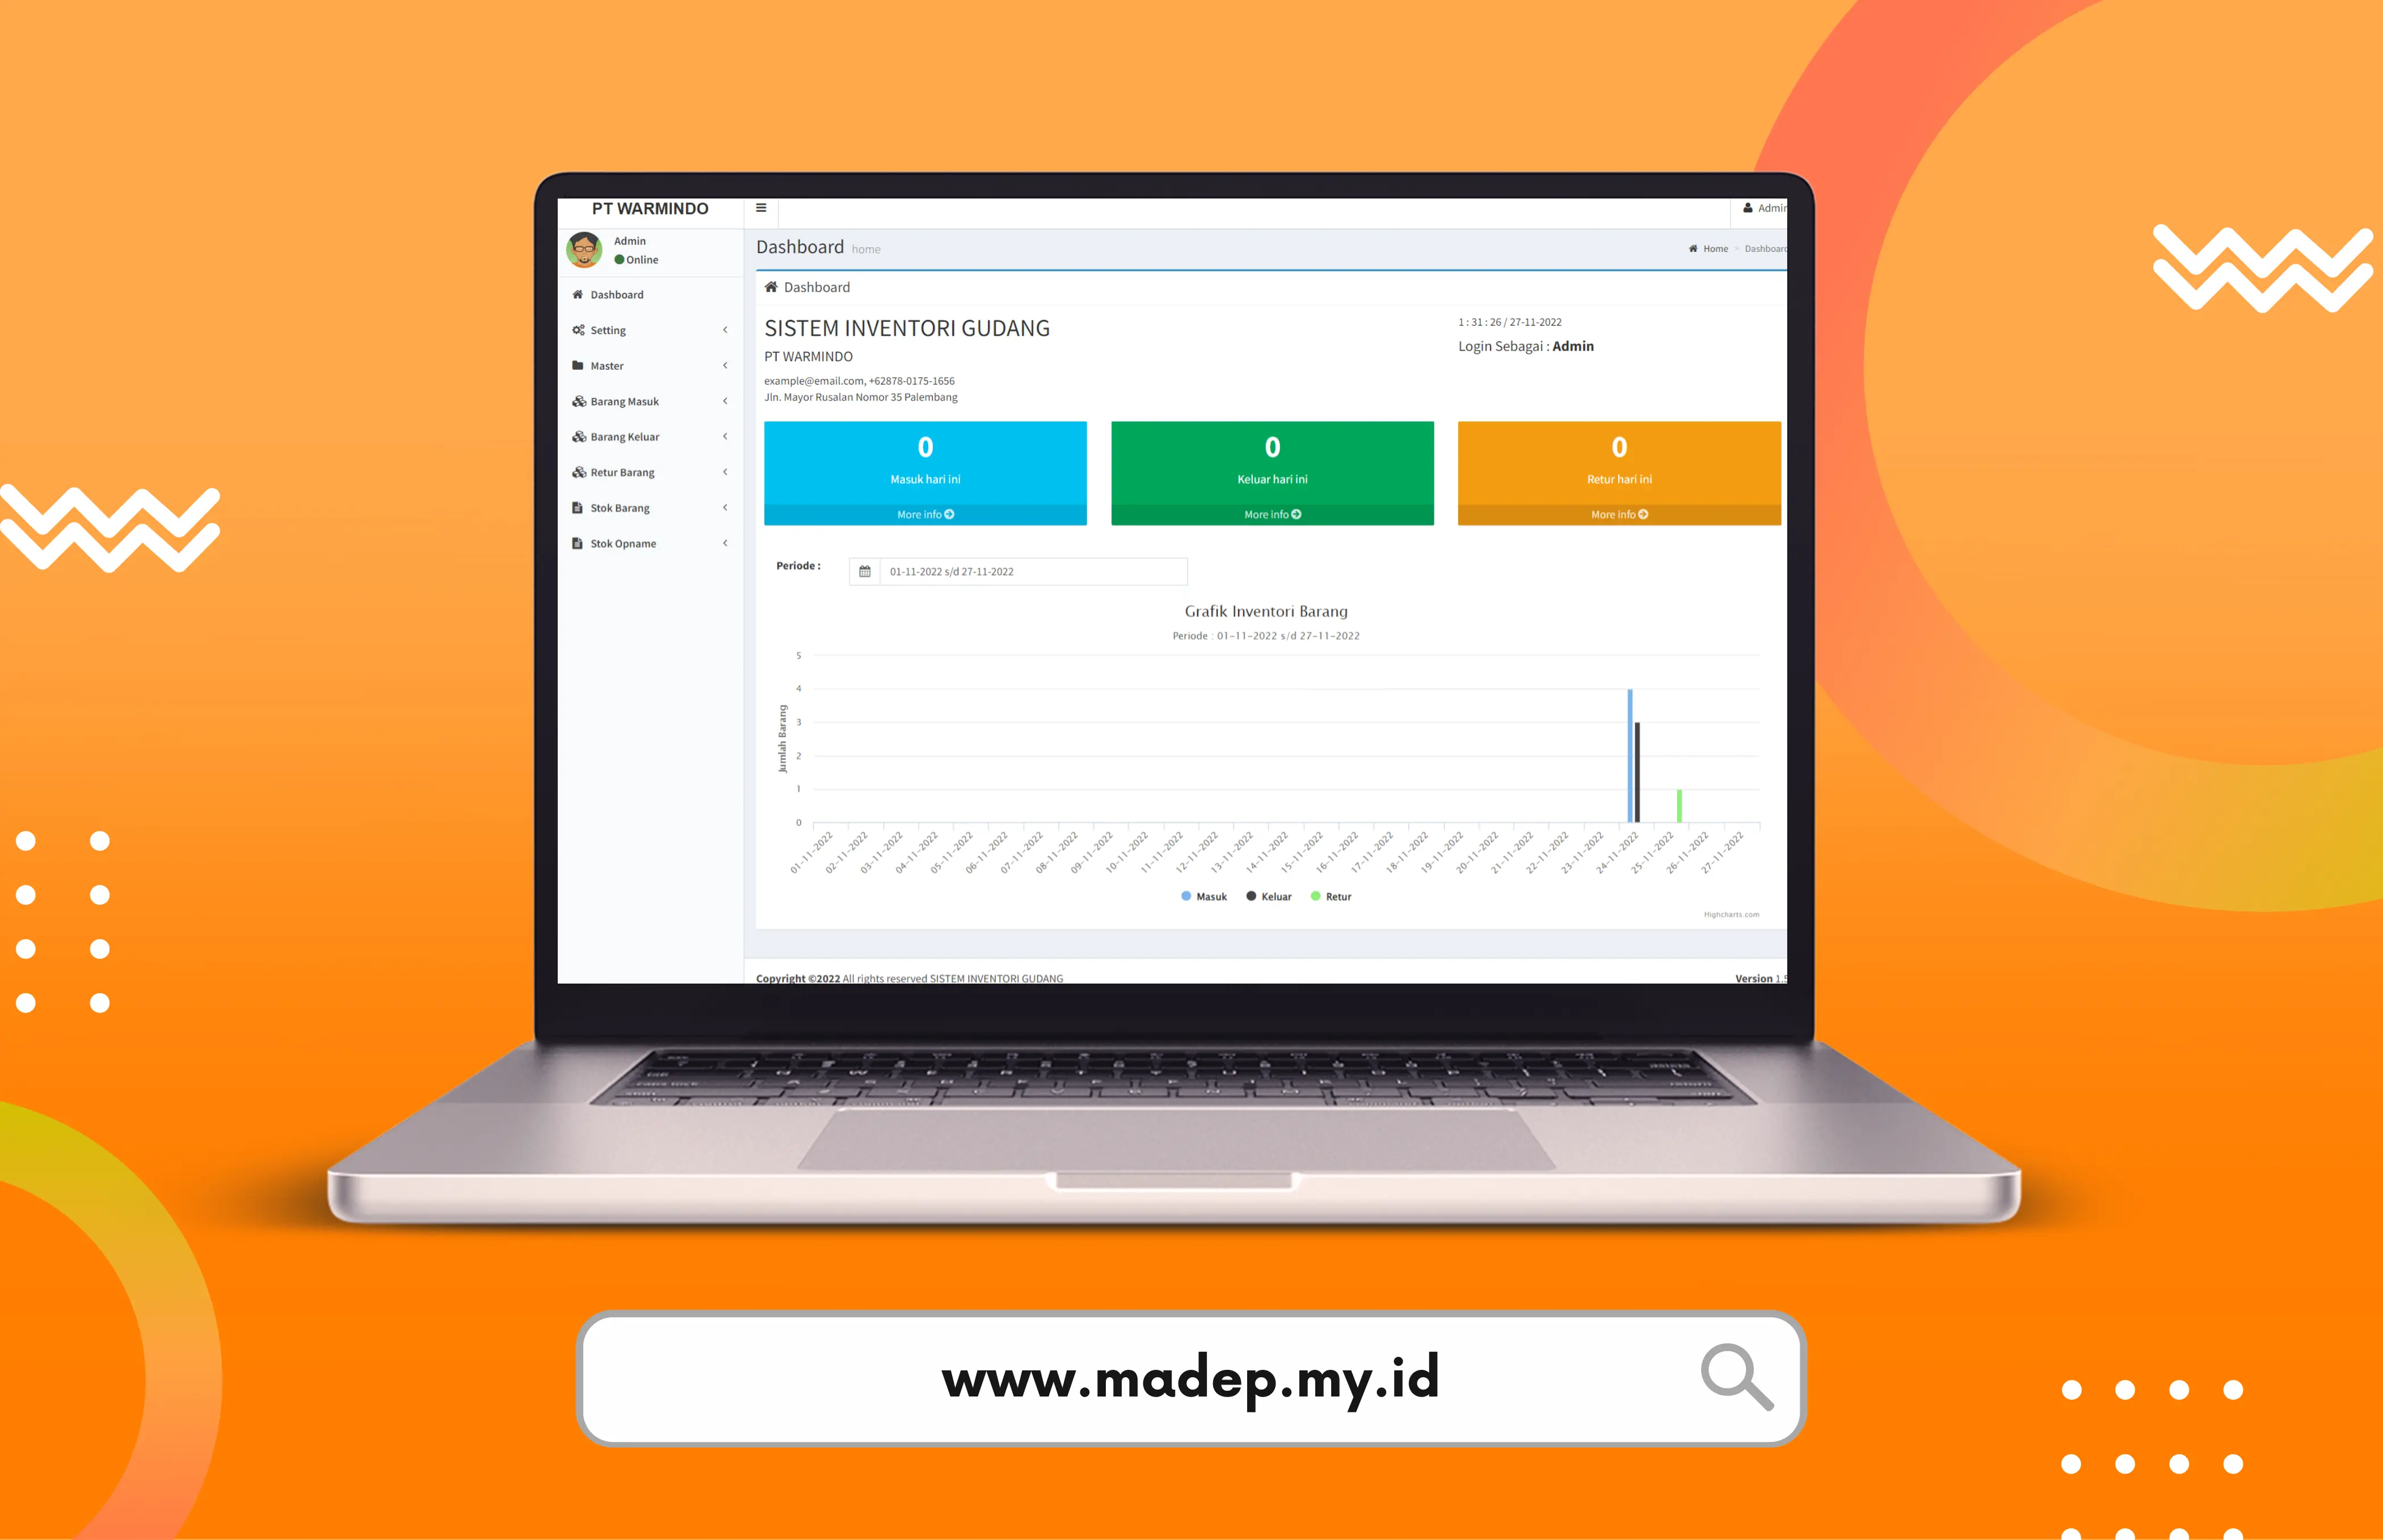 PT WARMINDO
Admin
Admin
Online
Dashboard home
Home > Dashboard
Dashboard
Setting
Master
Barang Masuk
Barang Keluar
Retur Barang
Stok Barang
Stok Opname
Dashboard
SISTEM INVENTORI GUDANG
PT WARMINDO
example@email.com, +62878-0175-1656
Jln. Mayor Rusalan Nomor 35 Palembang
1 : 31 : 26 / 27-11-2022
Login Sebagai : Admin
0
Masuk hari ini
More info
0
Keluar hari ini
More info
0
Retur hari ini
More info
Periode :
01-11-2022 s/d 27-11-2022
Grafik Inventori Barang
Periode : 01-11-2022 s/d 27-11-2022
Jumlah Barang
5
4
3
2
1
0
01-11-2022
02-11-2022
03-11-2022
04-11-2022
05-11-2022
06-11-2022
07-11-2022
08-11-2022
09-11-2022
10-11-2022
11-11-2022
12-11-2022
13-11-2022
14-11-2022
15-11-2022
16-11-2022
17-11-2022
18-11-2022
19-11-2022
20-11-2022
21-11-2022
22-11-2022
23-11-2022
24-11-2022
25-11-2022
26-11-2022
27-11-2022
Masuk Keluar Retur
Highcharts.com
Copyright ©2022 All rights reserved SISTEM INVENTORI GUDANG
Version
www.madep.my.id